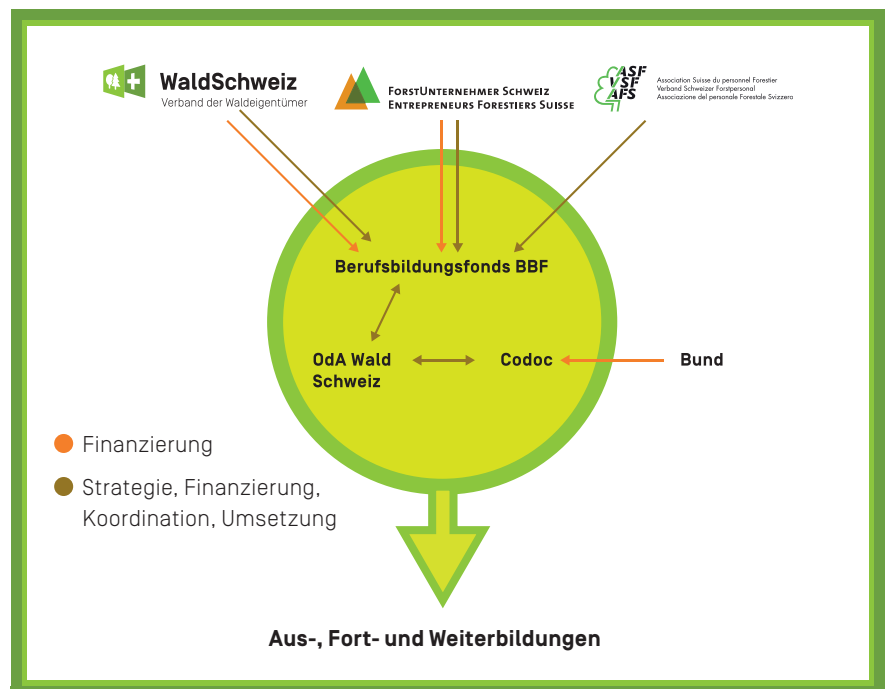 WaldSchweiz
Verband der Waldeigentümer
ForstUnternehmer Schweiz
Entrepreneurs Forestiers Suisse
ASF
VSF
AFS
Association Suisse du personnel Forestier
Verband Schweizer Forstpersonal
Associazione del personale Forestale Svizzero
Berufsbildungsfonds BBF
OdA Wald
Schweiz
Codoc
Bund
Finanzierung
Strategie, Finanzierung,
Koordination, Umsetzung
Aus-, Fort- und Weiterbildungen